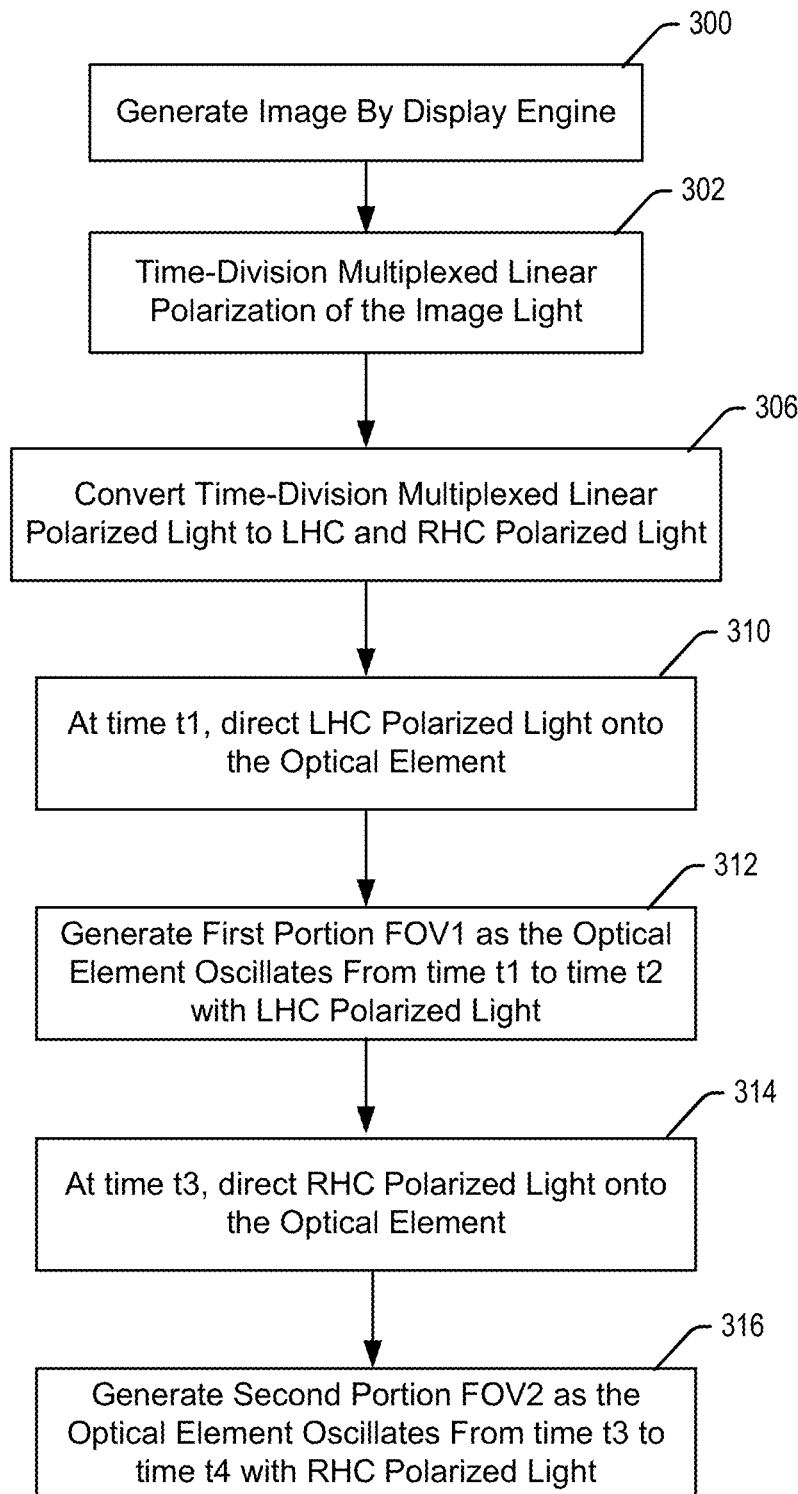 300
Generate Image By Display Engine
302
Time-Division Multiplexed Linear
Polarization of the Image Light
306
Convert Time-Division Multiplexed Linear
Polarized Light to LHC and RHC Polarized Light
310
At time t1, direct LHC Polarized Light onto
the Optical Element
312
Generate First Portion FOV1 as the Optical
Element Oscillates From time t1 to time t2
with LHC Polarized Light
314
At time t3, direct RHC Polarized Light onto
the Optical Element
316
Generate Second Portion FOV2 as the
Optical Element Oscillates From time t3 to
time t4 with RHC Polarized Light